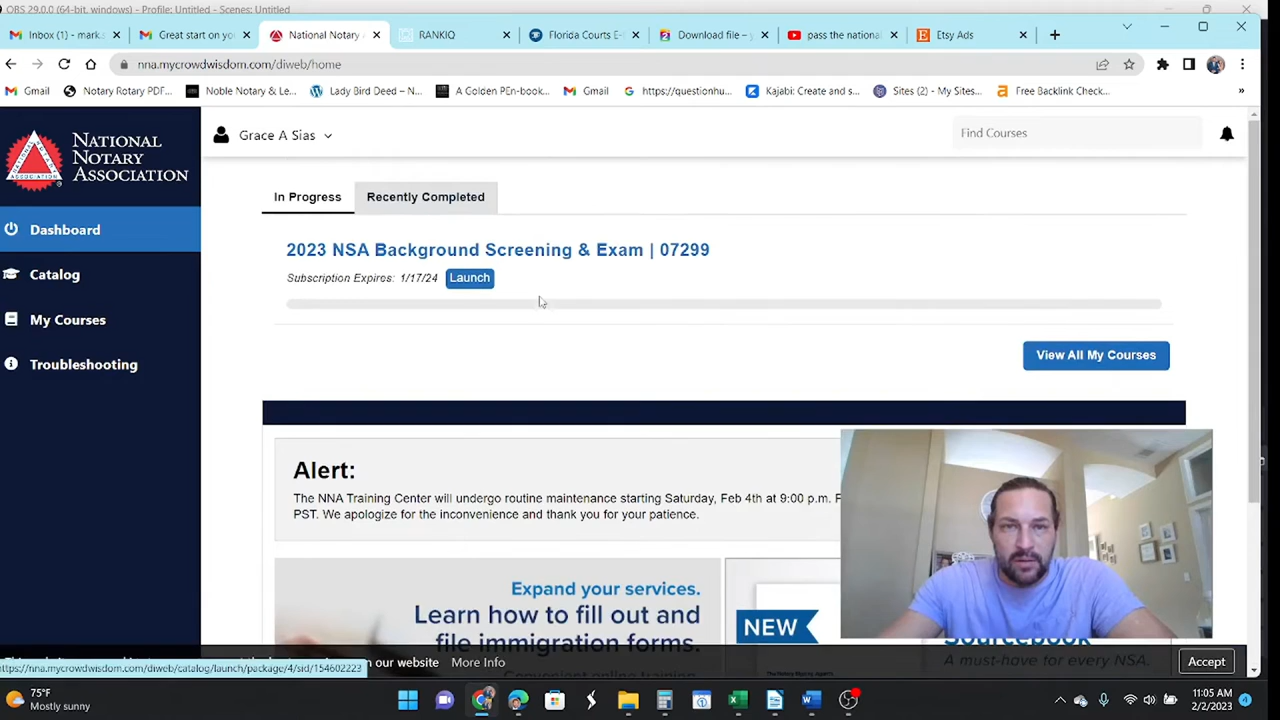 OBS 29.0.0 (64-bit, windows) - Profile: Untitled - Scenes: Untitled
Inbox (1) - mark.s
Great start on yo
National Notary
RANKIQ
Florida Courts E-
Download file – y
pass the national
Etsy Ads
nna.mycrowdwisdom.com/diweb/home
Gmail
Notary Rotary PDF...
Noble Notary & Le...
Lady Bird Deed – N...
A Golden PEn-book...
Gmail
https://questionhu...
Kajabi: Create and s...
Sites (2) - My Sites...
Free Backlink Check...
NATIONAL
NOTARY
ASSOCIATION
Grace A Sias
Find Courses
Dashboard
Catalog
My Courses
Troubleshooting
In Progress
Recently Completed
2023 NSA Background Screening & Exam | 07299
Subscription Expires: 1/17/24
Launch
View All My Courses
Alert:
The NNA Training Center will undergo routine maintenance starting Saturday, Feb 4th at 9:00 p.m.
PST. We apologize for the inconvenience and thank you for your patience.
Expand your services.
Learn how to fill out and
file immigration forms.
NEW
Sourcebook
A must-have for every NSA.
n our website
More Info
Accept
https://nna.mycrowdwisdom.com/diweb/catalog/launch/package/4/sid/154602223
75°F
Mostly sunny
11:05 AM
2/2/2023